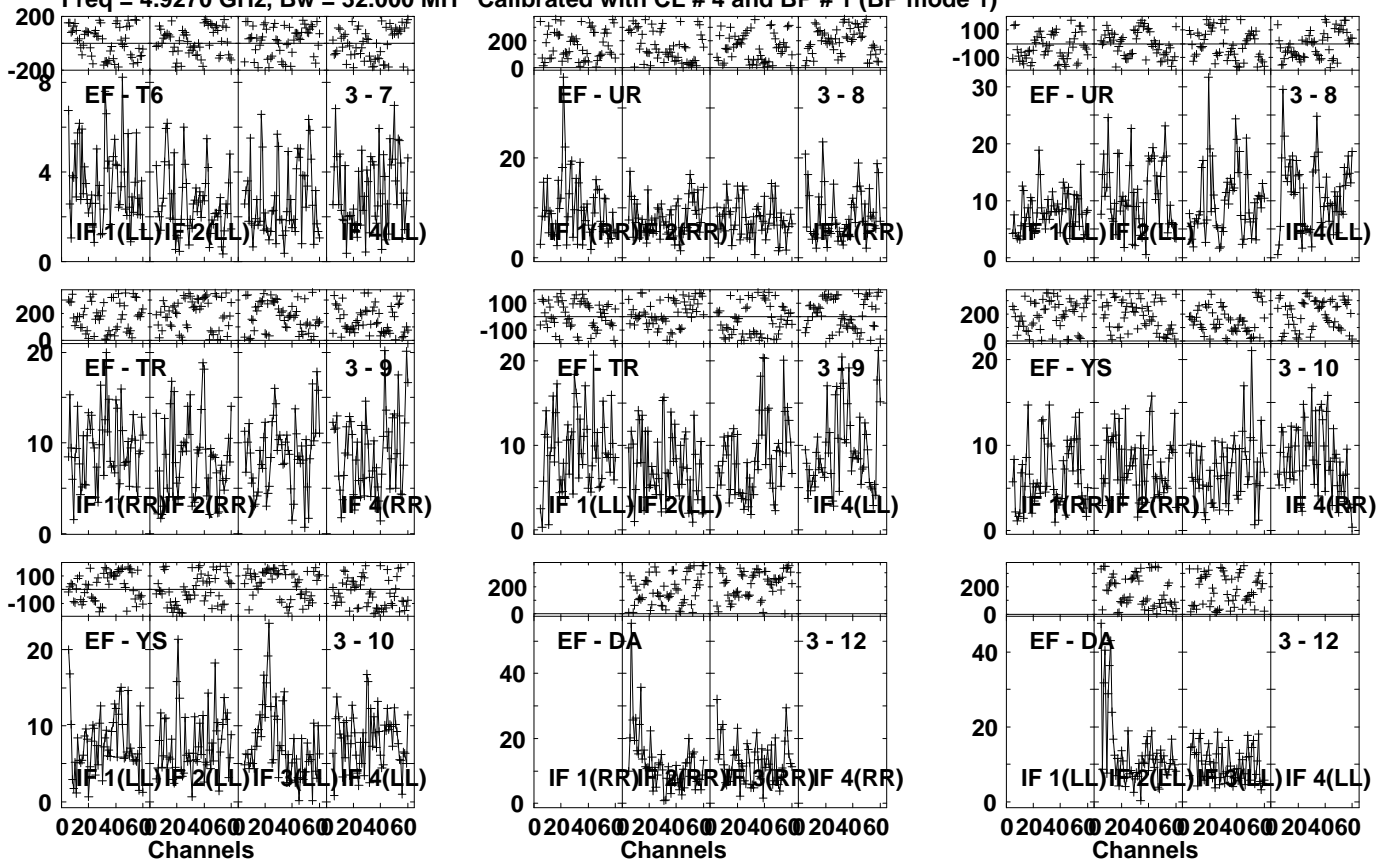 Freq = 4.9270 GHz, Bw = 32.000 MH Calibrated with CL # 4 and BP # 1 (BP mode 1)
200
-200
8
4
0
EF - T6
3 - 7
IF 1(LL)
IF 2(LL)
IF 4(LL)
200
0
20
0
EF - UR
3 - 8
IF 1(RR)
IF 2(RR)
IF 4(RR)
100
-100
30
20
10
0
EF - UR
3 - 8
IF 1(LL)
IF 2(LL)
IF 4(LL)
200
0
20
10
0
EF - TR
3 - 9
IF 1(RR)
IF 2(RR)
IF 4(RR)
100
-100
20
10
0
EF - TR
3 - 9
IF 1(LL)
IF 2(LL)
IF 4(LL)
200
0
20
10
0
EF - YS
3 - 10
IF 1(RR)
IF 2(RR)
IF 4(RR)
100
-100
20
10
0
EF - YS
3 - 10
IF 1(LL)
IF 2(LL)
IF 3(LL)
IF 4(LL)
0 20 40 60 0 20 40 60 0 20 40 60 0 20 40 60
Channels
200
0
40
20
0
EF - DA
3 - 12
IF 1(RR)
IF 2(RR)
IF 3(RR)
IF 4(RR)
0 20 40 60 0 20 40 60 0 20 40 60 0 20 40 60
Channels
200
0
40
20
0
EF - DA
3 - 12
IF 1(LL)
IF 2(LL)
IF 3(LL)
IF 4(LL)
0 20 40 60 0 20 40 60 0 20 40 60 0 20 40 60
Channels